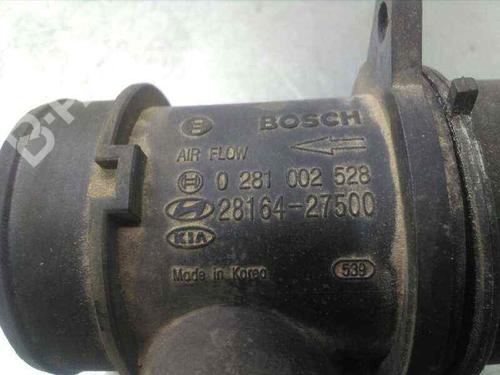 BOSCH
AIR FLOW
0 281 002 528
28164-27500
KIA
Made in Korea
539